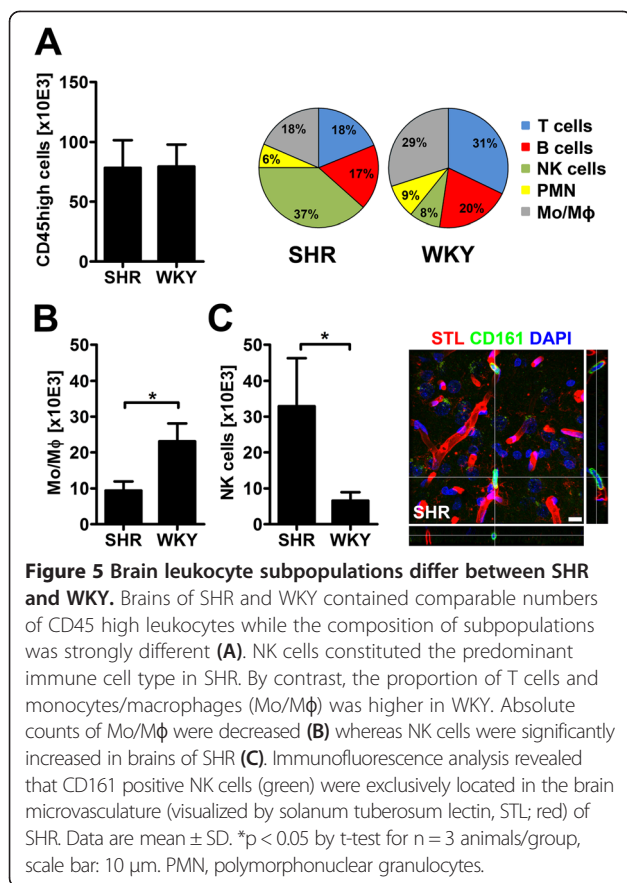 A
150
100
50
0
CD45high cells [x10E3]
SHR WKY
18% 18% 17% 37% 6%
SHR
29% 31% 20% 8% 9%
WKY
T cells
B cells
NK cells
PMN
Mo/Mϕ
B
50
40
30
20
10
0
Mo/Mϕ [x10E3]
*
SHR WKY
C
50
40
30
20
10
0
NK cells [x10E3]
*
SHR WKY
STL CD161 DAPI
SHR
Figure 5 Brain leukocyte subpopulations differ between SHR
and WKY. Brains of SHR and WKY contained comparable numbers
of CD45 high leukocytes while the composition of subpopulations
was strongly different (A). NK cells constituted the predominant
immune cell type in SHR. By contrast, the proportion of T cells and
monocytes/macrophages (Mo/Mϕ) was higher in WKY. Absolute
counts of Mo/Mϕ were decreased (B) whereas NK cells were significantly
increased in brains of SHR (C). Immunofluorescence analysis revealed
that CD161 positive NK cells (green) were exclusively located in the brain
microvasculature (visualized by solanum tuberosum lectin, STL; red) of
SHR. Data are mean ± SD. *p < 0.05 by t-test for n = 3 animals/group,
scale bar: 10 μm. PMN, polymorphonuclear granulocytes.